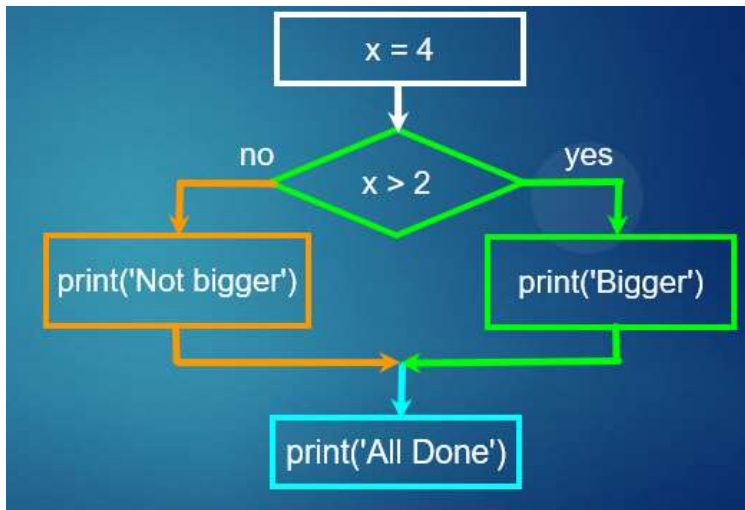 x = 4
no
yes
x > 2
print('Not bigger')
print('Bigger')
print('All Done')